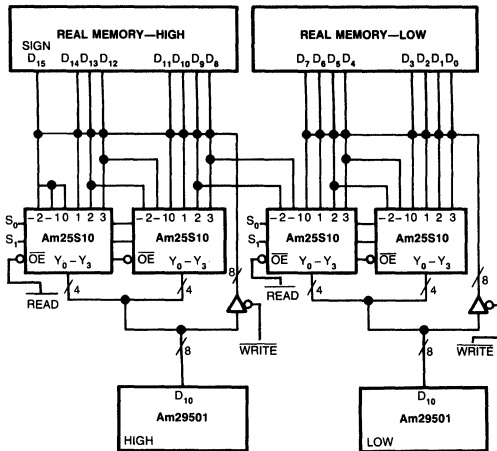 REAL MEMORY—HIGH
REAL MEMORY—LOW
SIGN
D15 D14 D13 D12 D11 D10 D9 D8
D7 D6 D5 D4 D3 D2 D1 D0
S0 -2 -1 0 1 2 3
-2 -1 0 1 2 3
S0 -2 -1 0 1 2 3
-2 -1 0 1 2 3
S1 Am25S10
Am25S10
S1 Am25S10
Am25S10
OE Y0 – Y3
OE Y0 – Y3
OE Y0 – Y3
OE Y0 – Y3
READ 4 4 8
READ 4 4 8
WRITE
WRITE
8
8
D10
Am29501
HIGH
D10
Am29501
LOW